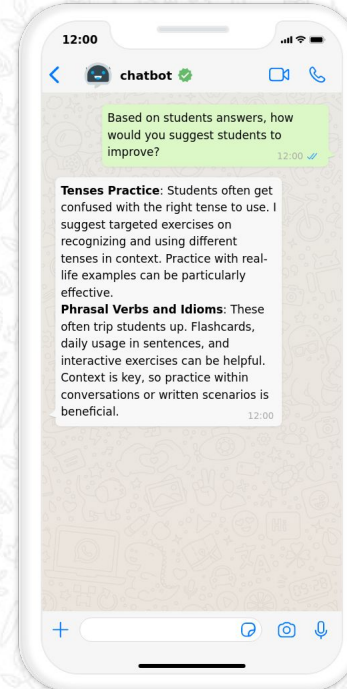 12:00
chatbot
Based on students answers, how
would you suggest students to
improve?
12:00
Tenses Practice: Students often get
confused with the right tense to use. I
suggest targeted exercises on
recognizing and using different
tenses in context. Practice with real-
life examples can be particularly
effective.
Phrasal Verbs and Idioms: These
often trip students up. Flashcards,
daily usage in sentences, and
interactive exercises can be helpful.
Context is key, so practice within
conversations or written scenarios is
beneficial.
12:00